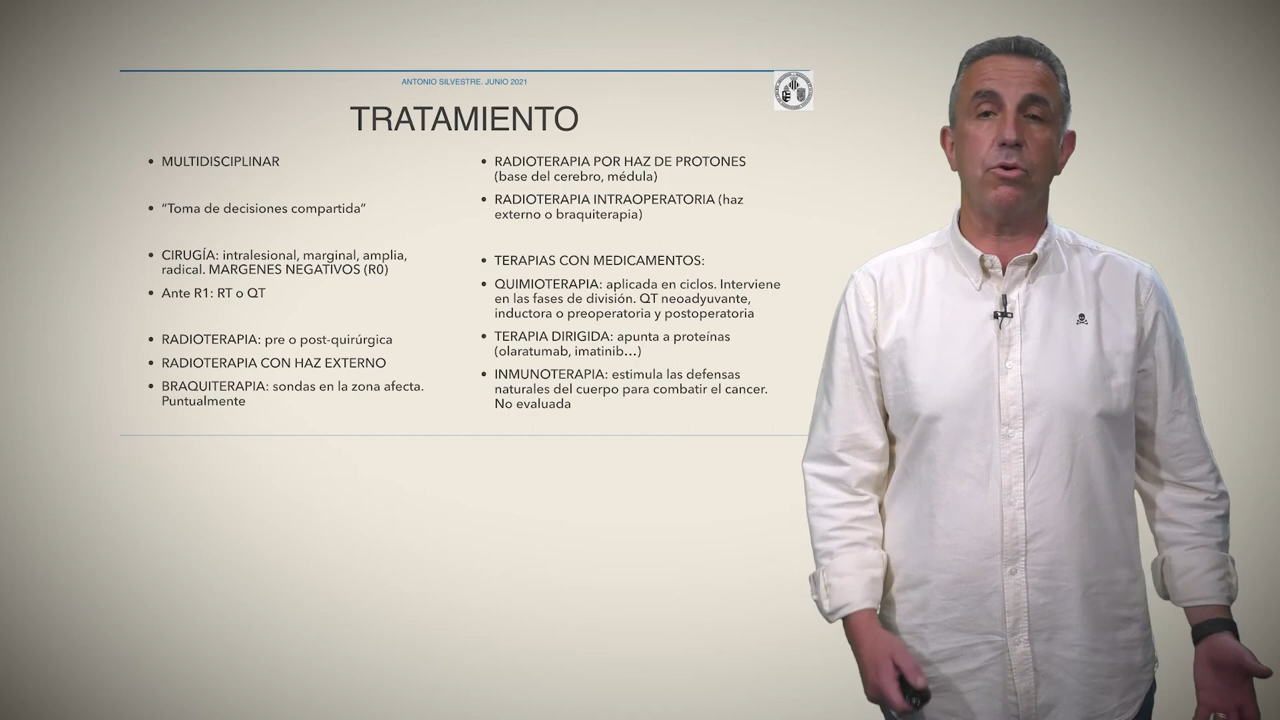 ANTONIO SILVESTRE. JUNIO 2021
TRATAMIENTO
• MULTIDISCIPLINAR
• “Toma de decisiones compartida”
• CIRUGÍA: intralesional, marginal, amplia,
radical. MARGENES NEGATIVOS (R0)
• Ante R1: RT o QT
• RADIOTERAPIA: pre o post-quirúrgica
• RADIOTERAPIA CON HAZ EXTERNO
• BRAQUITERAPIA: sondas en la zona afecta.
Puntualmente
• RADIOTERAPIA POR HAZ DE PROTONES
(base del cerebro, médula)
• RADIOTERAPIA INTRAOPERATORIA (haz
externo o braquiterapia)
• TERAPIAS CON MEDICAMENTOS:
• QUIMIOTERAPIA: aplicada en ciclos. Interviene
en las fases de división. QT neoadyuvante,
inductora o preoperatoria y postoperatoria
• TERAPIA DIRIGIDA: apunta a proteínas
(olaratumab, imatinib...)
• INMUNOTERAPIA: estimula las defensas
naturales del cuerpo para combatir el cancer.
No evaluada